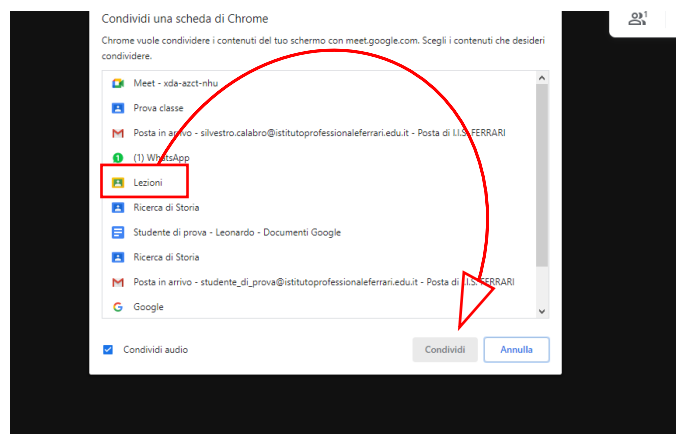 Condividi una scheda di Chrome
1
Chrome vuole condividere i contenuti del tuo schermo con meet.google.com. Scegli i contenuti che desideri
condividere.
Meet - xda-azct-nhu
Prova classe
Posta in arrivo - silvestro.calabro@istitutoprofessionaleferrari.edu.it - Posta di I.I.S. FERRARI
1 (1) WhatsApp
Lezioni
Ricerca di Storia
Studente di prova - Leonardo - Documenti Google
Ricerca di Storia
Posta in arrivo - studente_di_prova@istitutoprofessionaleferrari.edu.it - Posta di I.I.S. FERRARI
Google
Condividi audio
Condividi
Annulla